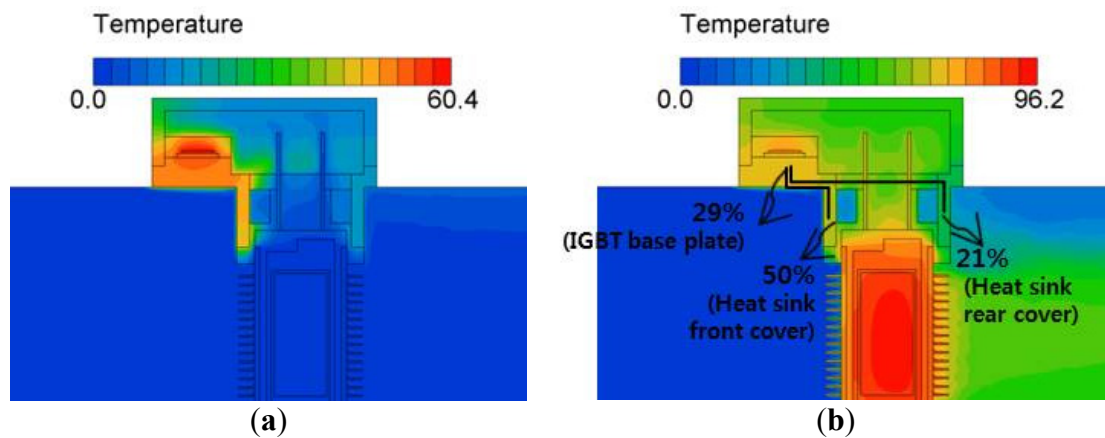 Temperature
0.0
60.4
(a)
Temperature
0.0
96.2
29%
(IGBT base plate)
50%
(Heat sink
front cover)
21%
(Heat sink
rear cover)
(b)